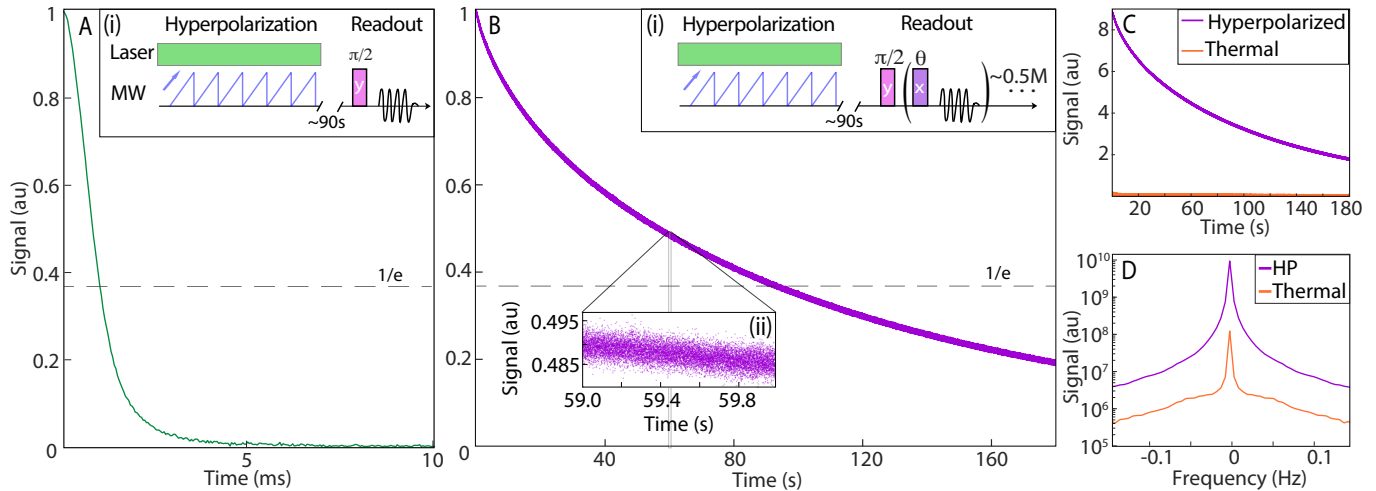 A
(i)
Hyperpolarization
Readout
Laser
MW
π/2
y
~90s
1/e
Signal (au)
1
0.8
0.6
0.4
0.2
0
5
10
Time (ms)
B
(i)
Hyperpolarization
Readout
π/2
θ
y
x
~0.5M
...
~90s
1/e
1
0.8
0.6
0.4
0.2
0
40
80
120
160
Time (s)
(ii)
Signal (au)
0.495
0.485
59.0
59.4
59.8
Time (s)
C
Hyperpolarized
Thermal
Signal (au)
8
6
4
2
0
20
60
100
140
180
Time (s)
D
HP
Thermal
Signal (au)
10^10
10^9
10^8
10^7
10^6
10^5
-0.1
0
0.1
Frequency (Hz)